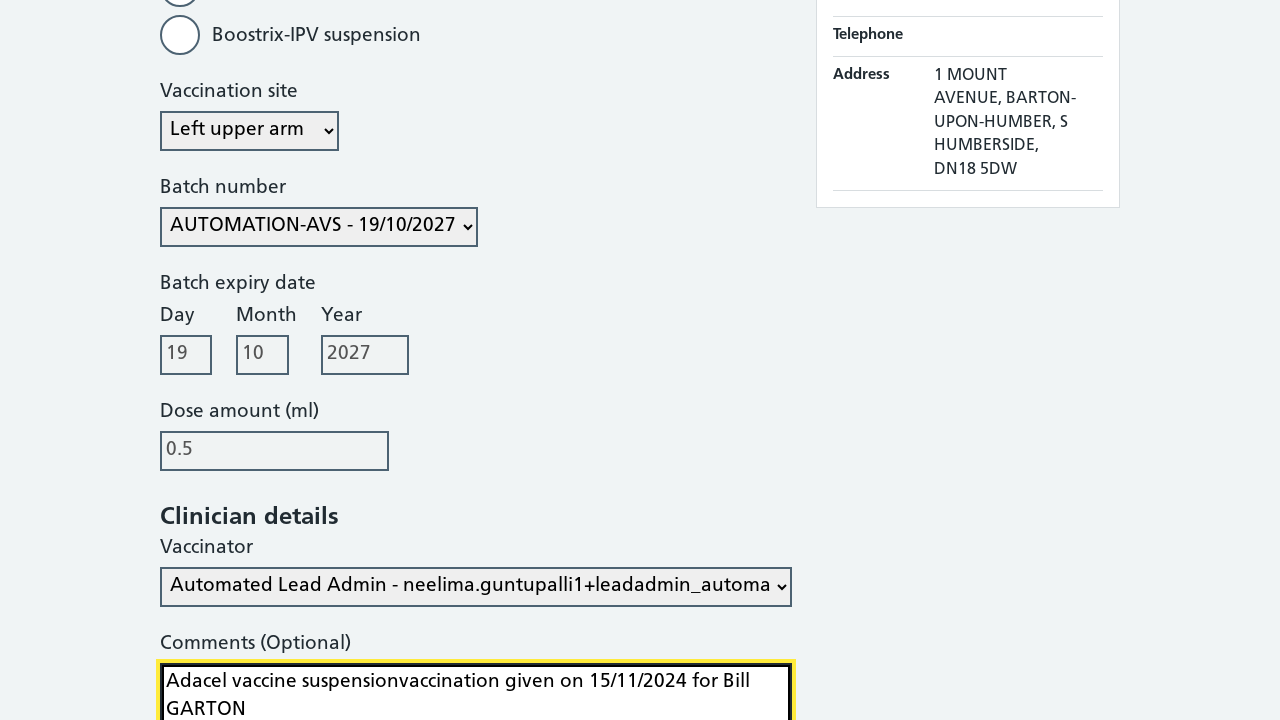 Boostrix-IPV suspension
Vaccination site
Left upper arm
Batch number
AUTOMATION-AVS - 19/10/2027
Batch expiry date
Day Month Year
19 10 2027
Dose amount (ml)
0.5
Clinician details
Vaccinator
Automated Lead Admin - neelima.guntupalli1+leadadmin_automa
Comments (Optional)
Adacel vaccine suspensionvaccination given on 15/11/2024 for Bill
GARTON
Telephone
Address 1 MOUNT
AVENUE, BARTON-
UPON-HUMBER, S
HUMBERSIDE,
DN18 5DW